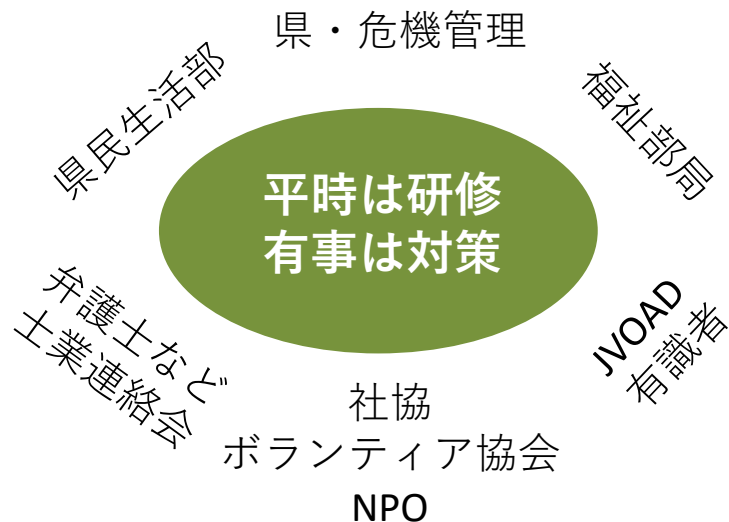 県・危機管理
県民生活部
福祉部局
平時は研修
有事は対策
弁護士など
士業連絡会
JVOAD
有識者
社協
ボランティア協会
NPO